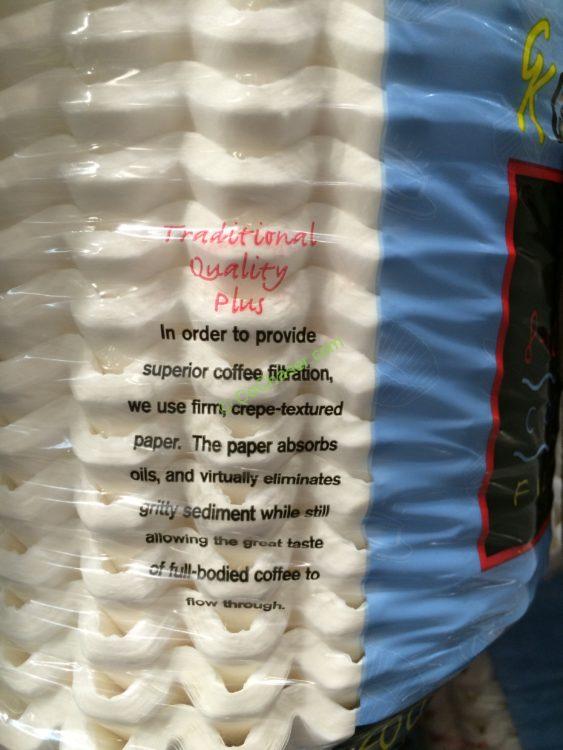 Traditional
Quality
Plus
In order to provide
superior coffee filtration,
we use firm, crepe-textured
paper. The paper absorbs
oils, and virtually eliminates
gritty sediment while still
allowing the great taste
of full-bodied coffee to
flow through.